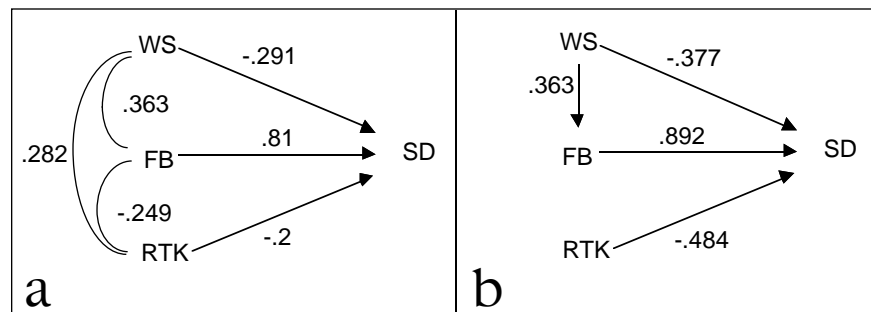 WS
-.291
.363
.282
FB
.81
SD
-.249
RTK
-.2
a
WS
-.377
.363
FB
.892
SD
RTK
-.484
b